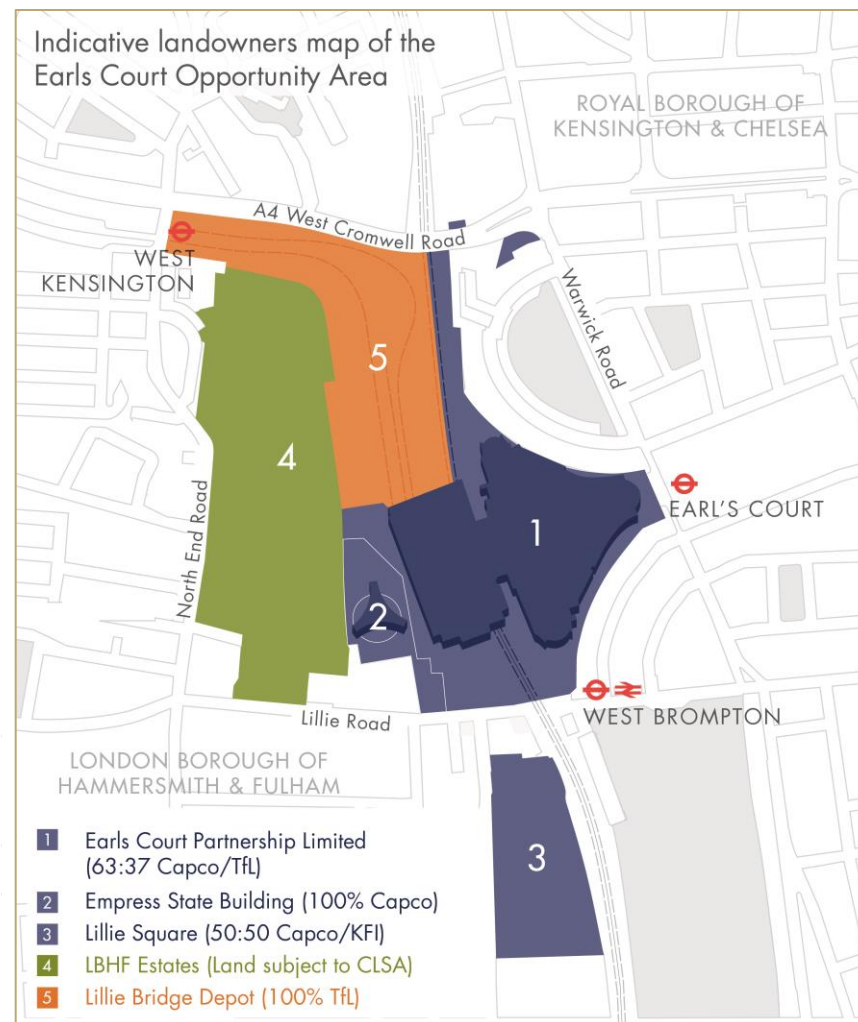 Indicative landowners map of the
Earls Court Opportunity Area
ROYAL BOROUGH OF
KENSINGTON & CHELSEA
A4 West Cromwell Road
WEST
KENSINGTON
Warwick Road
5
4
EARL'S COURT
1
North End Road
2
WEST BROMPTON
Lillie Road
LONDON BOROUGH OF
HAMMERSMITH & FULHAM
3
1 Earls Court Partnership Limited
(63:37 Capco/TfL)
2 Empress State Building (100% Capco)
3 Lillie Square (50:50 Capco/KFI)
4 LBHF Estates (Land subject to CLSA)
5 Lillie Bridge Depot (100% TfL)